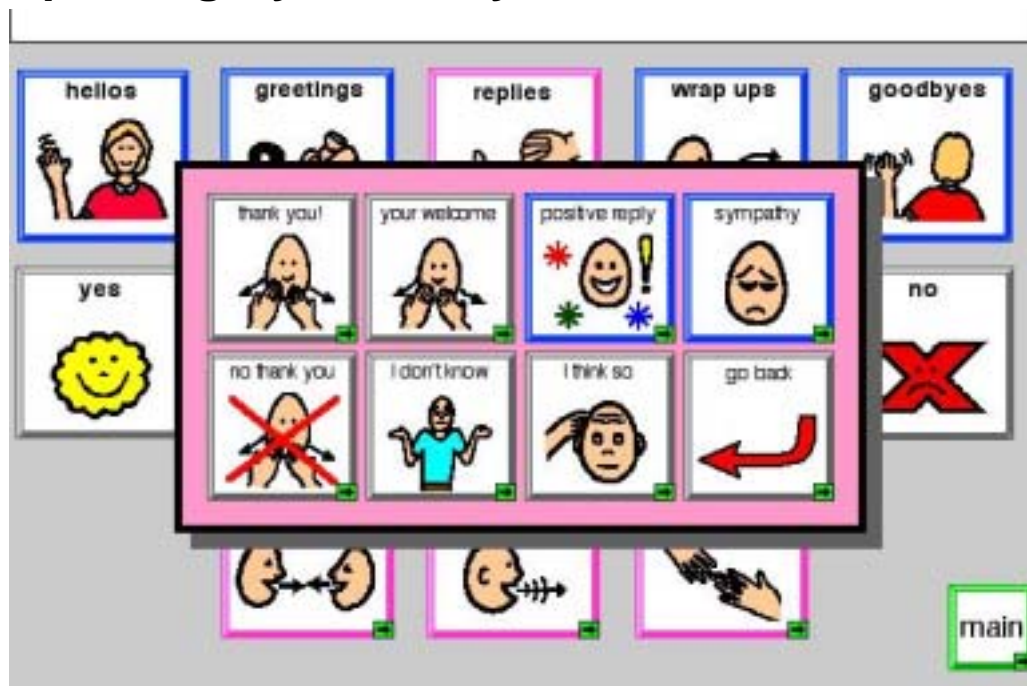 hellos
greetings
replies
wrap ups
goodbyes
thank you!
your welcome
positive reply
sympathy
yes
no
no thank you
I don't know
I think so
go back
main